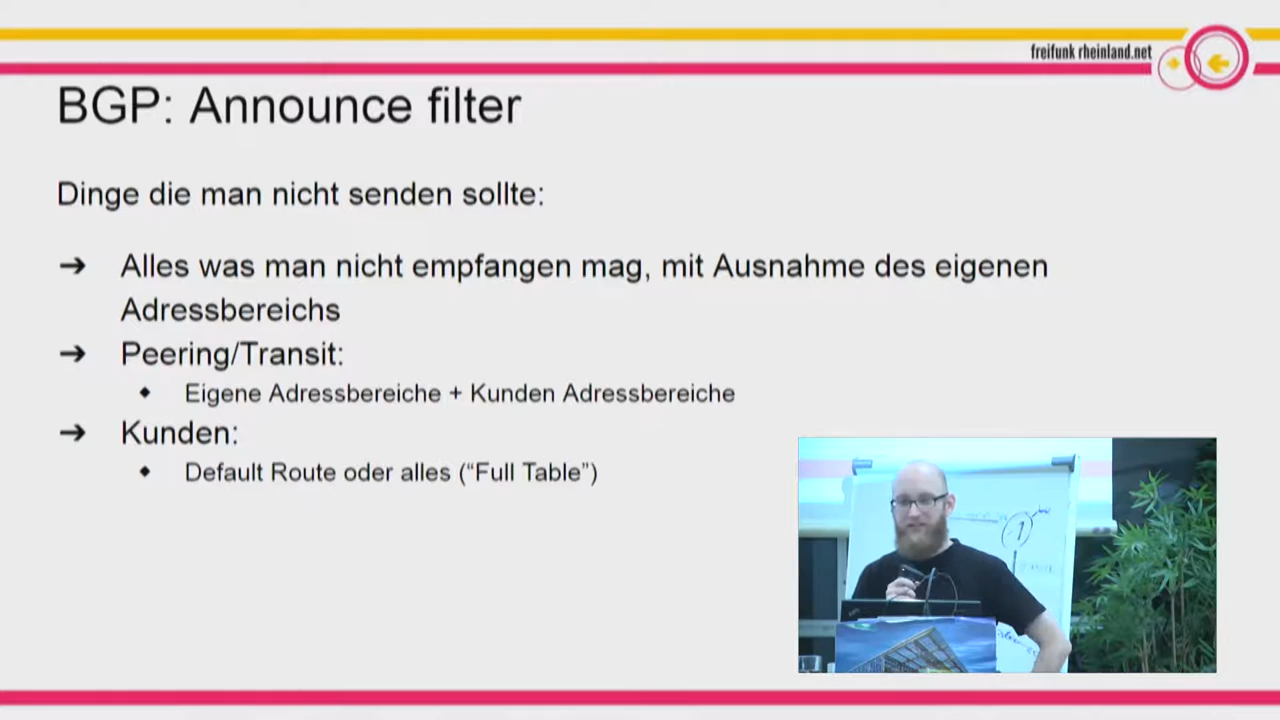 freifunk rheinland.net
BGP: Announce filter
Dinge die man nicht senden sollte:
➔ Alles was man nicht empfangen mag, mit Ausnahme des eigenen
Adressbereichs
➔ Peering/Transit:
◆ Eigene Adressbereiche + Kunden Adressbereiche
➔ Kunden:
◆ Default Route oder alles (“Full Table”)